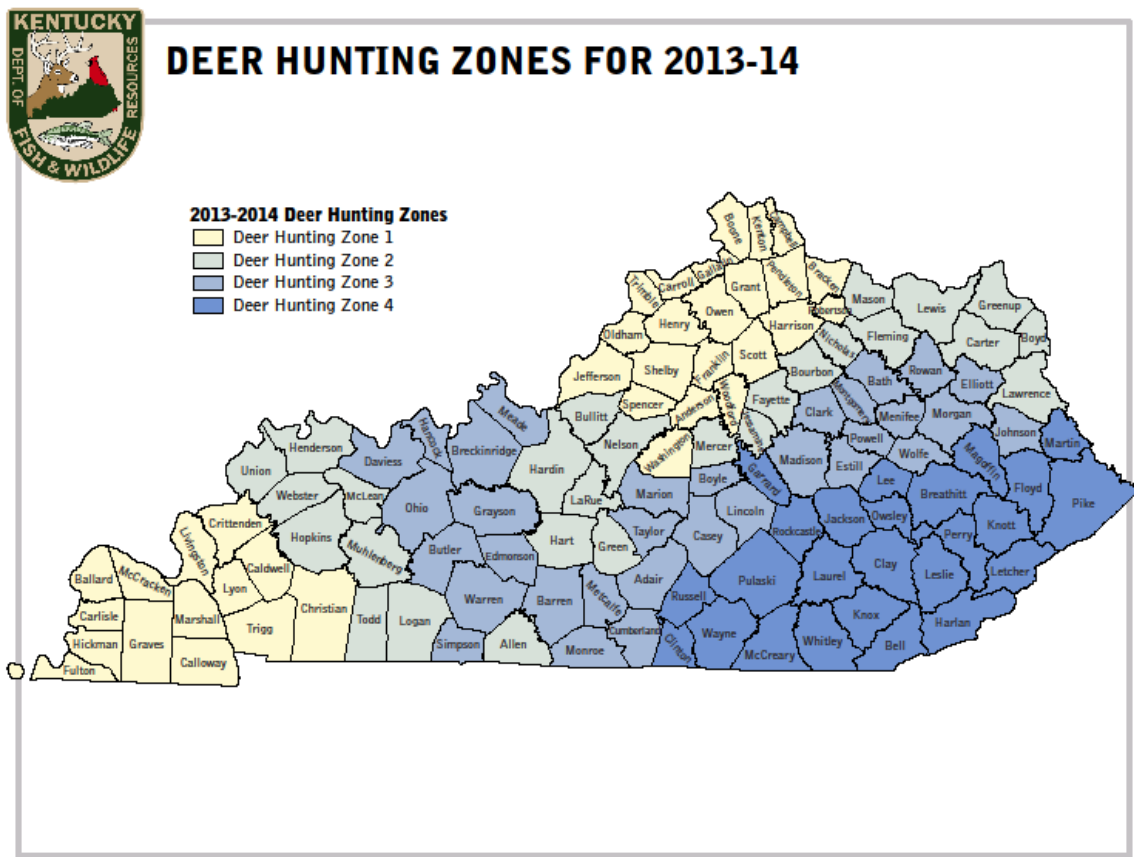 KENTUCKY
DEPT. OF
FISH & WILDLIFE
RESOURCES
DEER HUNTING ZONES FOR 2013-14
2013-2014 Deer Hunting Zones
Deer Hunting Zone 1
Deer Hunting Zone 2
Deer Hunting Zone 3
Deer Hunting Zone 4
Boone
Kenton
Campbell
Trimble
Carroll
Gallatin
Grant
Pendleton
Bracken
Mason
Lewis
Greenup
Oldham
Henry
Owen
Harrison
Robertson
Fleming
Carter
Boyd
Jefferson
Shelby
Franklin
Scott
Nicholas
Bourbon
Bath
Rowan
Elliott
Lawrence
Spencer
Anderson
Woodford
Fayette
Clark
Montgomery
Menifee
Morgan
Bullitt
Nelson
Washington
Mercer
Jessamine
Madison
Powell
Wolfe
Johnson
Martin
Magoffin
Henderson
Hancock
Meade
Breckinridge
Daviess
Union
Webster
McLean
Ohio
Grayson
Hardin
LaRue
Marion
Boyle
Garrard
Lincoln
Estill
Lee
Breathitt
Floyd
Pike
Crittenden
Livingston
Hopkins
Muhlenberg
Butler
Edmonson
Hart
Green
Taylor
Casey
Rockcastle
Jackson
Owsley
Perry
Knott
Ballard
McCracken
Lyon
Caldwell
Adair
Pulaski
Laurel
Clay
Leslie
Letcher
Carlisle
Marshall
Trigg
Christian
Todd
Logan
Warren
Barren
Metcalfe
Russell
Knox
Harlan
Hickman
Graves
Calloway
Fulton
Simpson
Allen
Monroe
Cumberland
Clinton
Wayne
McCreary
Whitley
Bell